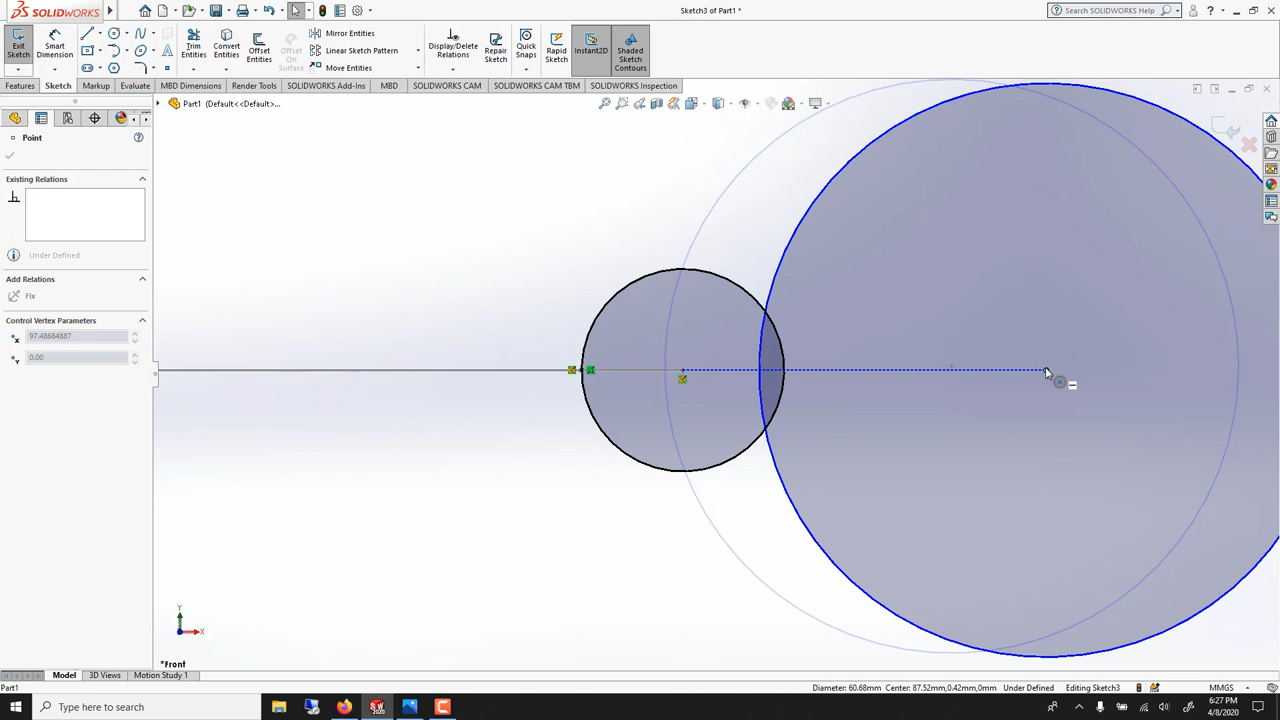 SOLIDWORKS
Sketch3 of Part1 *
Search SOLIDWORKS Help
Exit Sketch
Smart Dimension
Trim Entities
Convert Entities
Offset Entities
Offset On Surface
Mirror Entities
Linear Sketch Pattern
Move Entities
Display/Delete Relations
Repair Sketch
Quick Snaps
Rapid Sketch
Instant2D
Shaded Sketch Contours
Features Sketch Markup Evaluate MBD Dimensions Render Tools SOLIDWORKS Add-Ins MBD SOLIDWORKS CAM SOLIDWORKS CAM TBM SOLIDWORKS Inspection
Part1 (Default<<Default>...
Point
Existing Relations
Under Defined
Add Relations
Fix
Control Vertex Parameters
97.48684887
0.00
Y
X
*Front
Model 3D Views Motion Study 1
Part1
Diameter: 60.68mm Center: 87.52mm,0.42mm,0mm Under Defined Editing Sketch3 MMGS
Type here to search
6:27 PM
4/8/2020